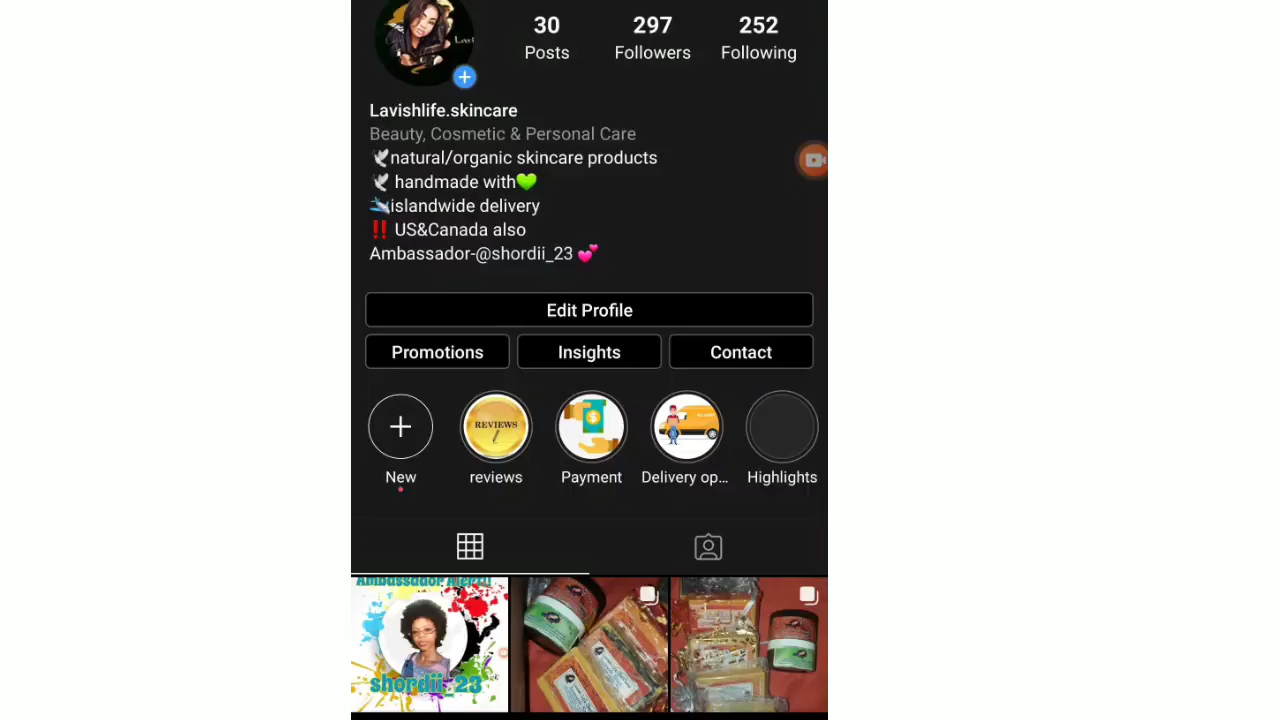 30 297 252
Posts Followers Following
Lavishlife.skincare
Beauty, Cosmetic & Personal Care
🕊natural/organic skincare products
🕊 handmade with💚
🛬islandwide delivery
‼️ US&Canada also
Ambassador-@shordii_23 💕
Edit Profile
Promotions Insights Contact
REVIEWS
New reviews Payment Delivery op... Highlights
Ambassador Alert!!
shordii_23